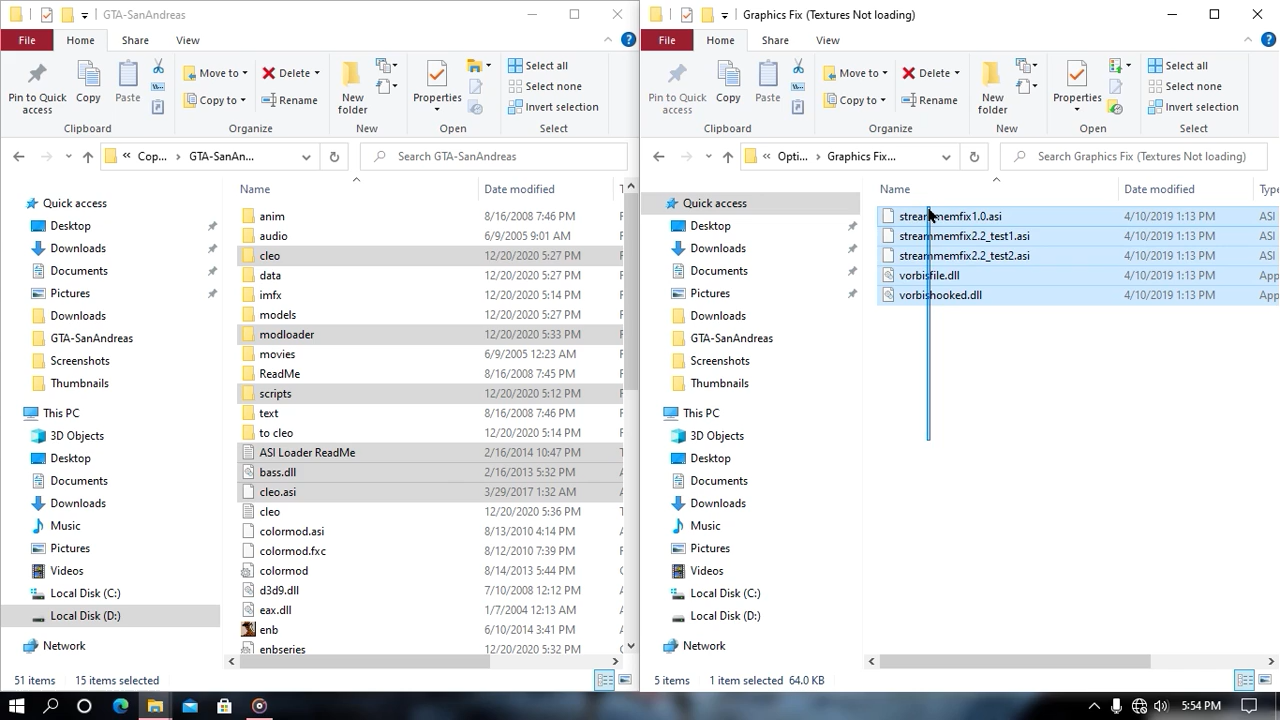 GTA-SanAndreas
File Home Share View
Pin to Quick access
Copy
Paste
Clipboard
Move to
Copy to
Delete
Rename
Organize
New folder
New
Properties
Open
Select all
Select none
Invert selection
Select
« Cop... › GTA-SanAn...
Search GTA-SanAndreas
Quick access
Desktop
Downloads
Documents
Pictures
Downloads
GTA-SanAndreas
Screenshots
Thumbnails
This PC
3D Objects
Desktop
Documents
Downloads
Music
Pictures
Videos
Local Disk (C:)
Local Disk (D:)
Network
Name Date modified T
anim 8/16/2008 7:46 PM F
audio 6/9/2005 9:01 AM F
cleo 12/20/2020 5:27 PM F
data 12/20/2020 5:27 PM F
imfx 12/20/2020 5:14 PM F
models 12/20/2020 5:27 PM F
modloader 12/20/2020 5:33 PM F
movies 6/9/2005 12:23 AM F
ReadMe 8/16/2008 7:45 PM F
scripts 12/20/2020 5:12 PM F
text 8/16/2008 7:46 PM F
to cleo 12/20/2020 5:14 PM F
ASI Loader ReadMe 2/16/2014 10:47 PM T
bass.dll 2/16/2013 5:32 PM A
cleo.asi 3/29/2017 1:32 AM A
cleo 12/20/2020 5:36 PM T
colormod.asi 8/13/2010 4:14 PM A
colormod.fxc 8/12/2010 7:39 PM F
colormod 8/14/2013 5:44 PM C
d3d9.dll 7/10/2008 12:12 PM A
eax.dll 1/7/2004 12:13 AM A
enb 6/10/2014 3:41 PM C
enbseries 12/20/2020 5:32 PM
51 items 15 items selected
Graphics Fix (Textures Not loading)
File Home Share View
Pin to Quick access
Copy
Paste
Clipboard
Move to
Copy to
Delete
Rename
Organize
New folder
New
Properties
Open
Select all
Select none
Invert selection
Select
« Opti... › Graphics Fix...
Search Graphics Fix (Textures Not loading)
Quick access
Desktop
Downloads
Documents
Pictures
Downloads
GTA-SanAndreas
Screenshots
Thumbnails
This PC
3D Objects
Desktop
Documents
Downloads
Music
Pictures
Videos
Local Disk (C:)
Local Disk (D:)
Network
Name Date modified Type
streammemfix1.0.asi 4/10/2019 1:13 PM ASI
streammemfix2.2_test1.asi 4/10/2019 1:13 PM ASI
streammemfix2.2_test2.asi 4/10/2019 1:13 PM ASI
vorbisfile.dll 4/10/2019 1:13 PM App
vorbishooked.dll 4/10/2019 1:13 PM App
5 items 1 item selected 64.0 KB
5:54 PM